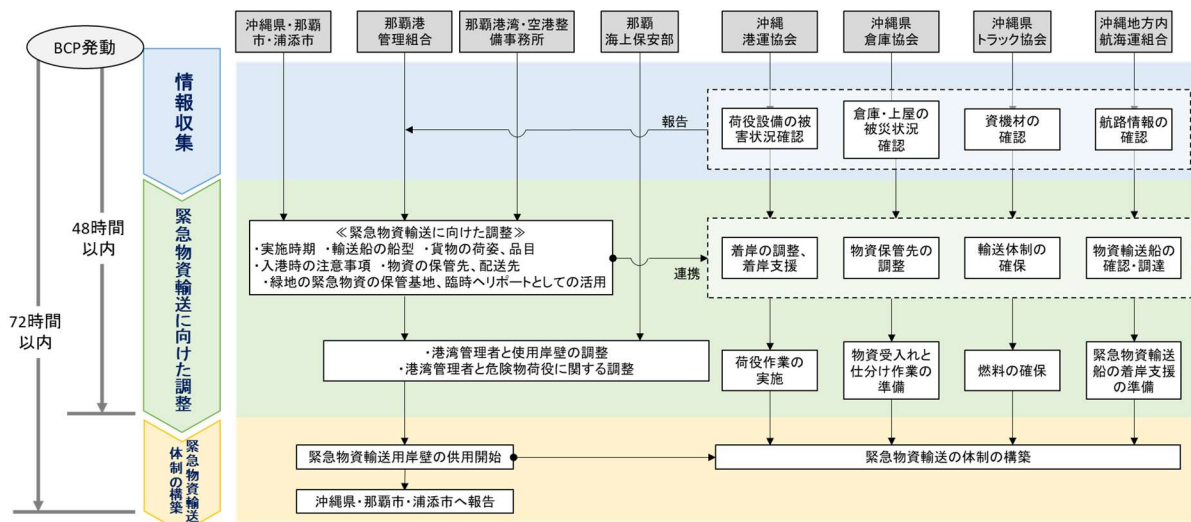 BCP発動
沖縄県・那覇
市・浦添市
那覇港
管理組合
那覇港湾・空港整
備事務所
那覇
海上保安部
沖縄
港運協会
沖縄県
倉庫協会
沖縄県
トラック協会
沖縄地方内
航海運組合
情報収集
報告
荷役設備の被
害状況確認
倉庫・上屋の
被災状況
確認
資機材の
確認
航路情報の
確認
48時間
以内
72時間
以内
緊急物資輸送に向けた調整
≪緊急物資輸送に向けた調整≫
・実施時期 ・輸送船の船型 ・貨物の荷姿、品目
・入港時の注意事項 ・物資の保管先、配送先
・緑地の緊急物資の保管基地、臨時ヘリポートとしての活用
連携
着岸の調整、
着岸支援
物資保管先の
調整
輸送体制の
確保
物資輸送船の
確認・調達
・港湾管理者と使用岸壁の調整
・港湾管理者と危険物荷役に関する調整
荷役作業の
実施
物資受入れと
仕分け作業の
準備
燃料の確保
緊急物資輸送
船の着岸支援
の準備
緊急物資輸送
体制の構築
緊急物資輸送用岸壁の供用開始
緊急物資輸送の体制の構築
沖縄県・那覇市・浦添市へ報告